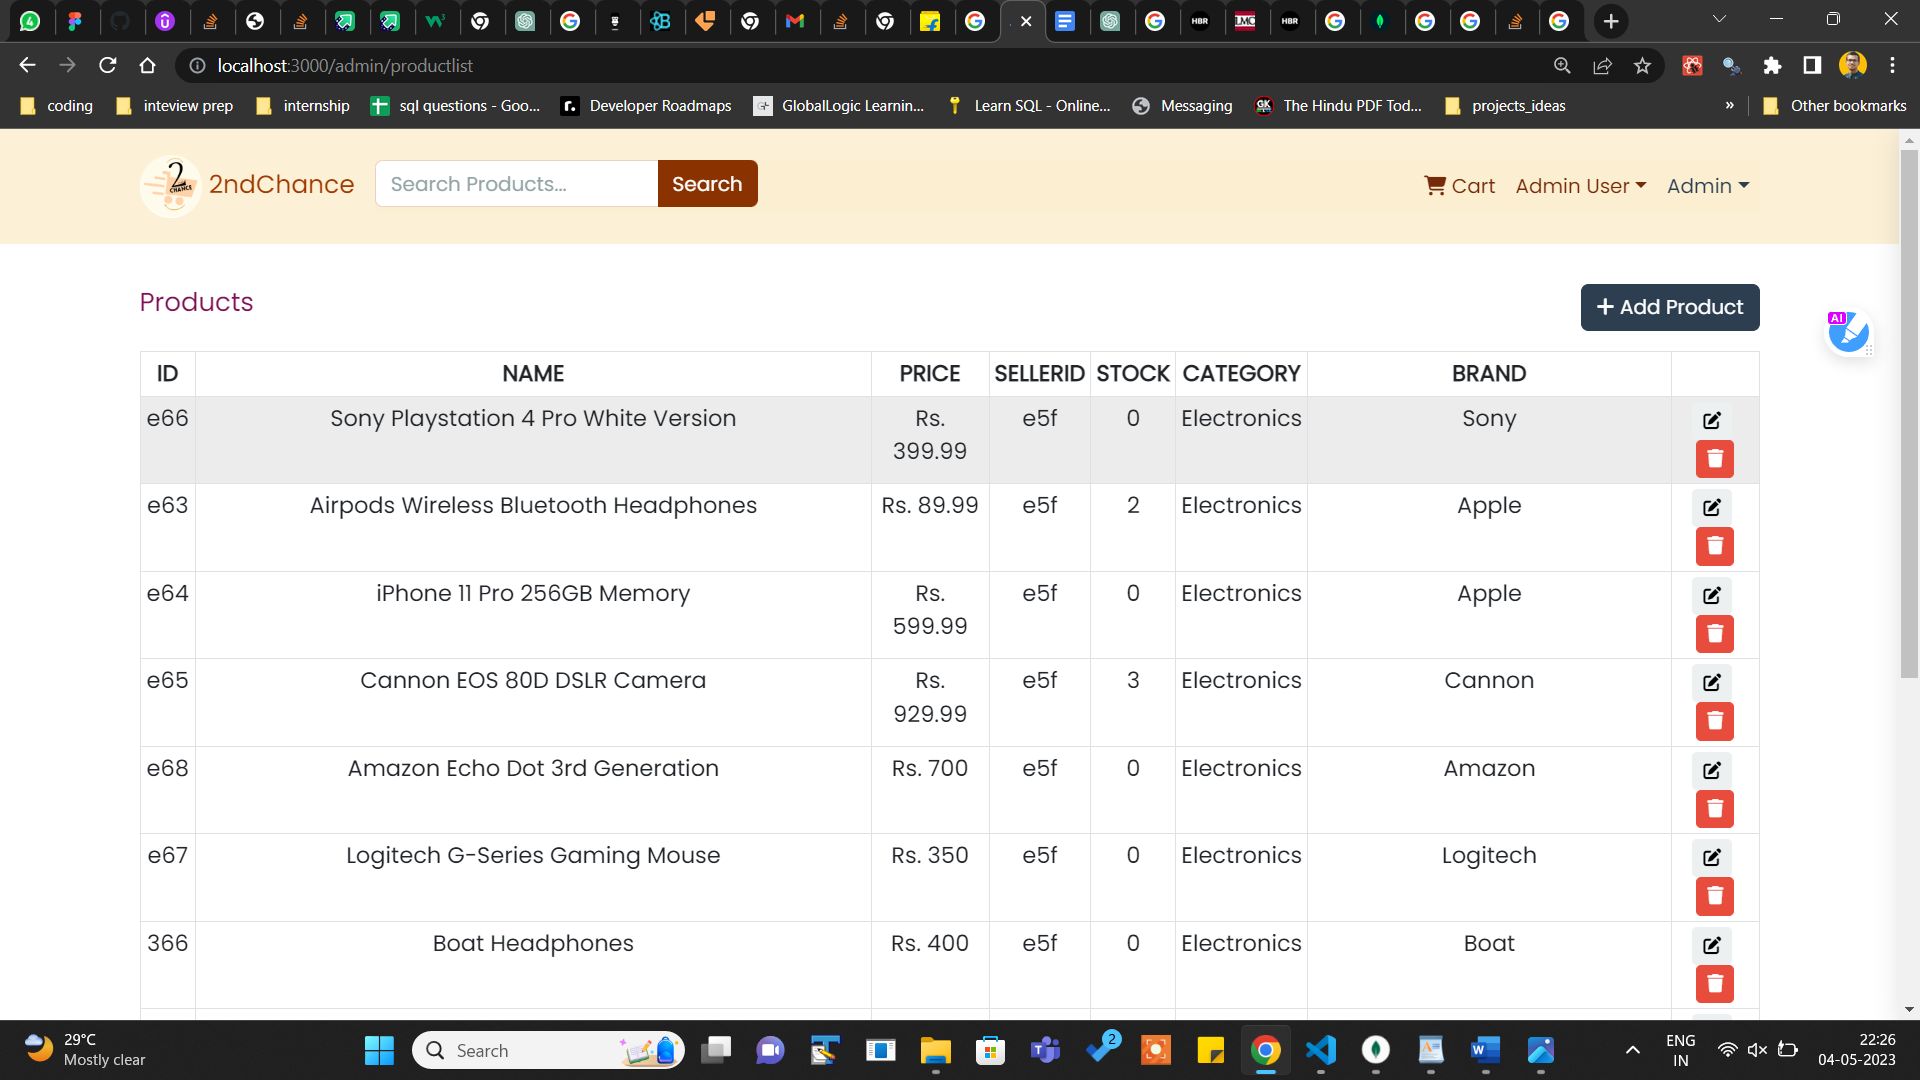 localhost:3000/admin/productlist
coding
inteview prep
internship
sql questions - Goo...
Developer Roadmaps
GlobalLogic Learnin...
Learn SQL - Online...
Messaging
The Hindu PDF Tod...
projects_ideas
»
Other bookmarks
2 CHANCE
2ndChance
Search Products...
Search
Cart
Admin User
Admin
Products
+ Add Product
AI
ID NAME PRICE SELLERID STOCK CATEGORY BRAND
e66 Sony Playstation 4 Pro White Version Rs. e5f 0 Electronics Sony
399.99
e63 Airpods Wireless Bluetooth Headphones Rs. 89.99 e5f 2 Electronics Apple
e64 iPhone 11 Pro 256GB Memory Rs. e5f 0 Electronics Apple
599.99
e65 Cannon EOS 80D DSLR Camera Rs. e5f 3 Electronics Cannon
929.99
e68 Amazon Echo Dot 3rd Generation Rs. 700 e5f 0 Electronics Amazon
e67 Logitech G-Series Gaming Mouse Rs. 350 e5f 0 Electronics Logitech
366 Boat Headphones Rs. 400 e5f 0 Electronics Boat
29°C
Mostly clear
Search
2
ENG
IN
22:26
04-05-2023